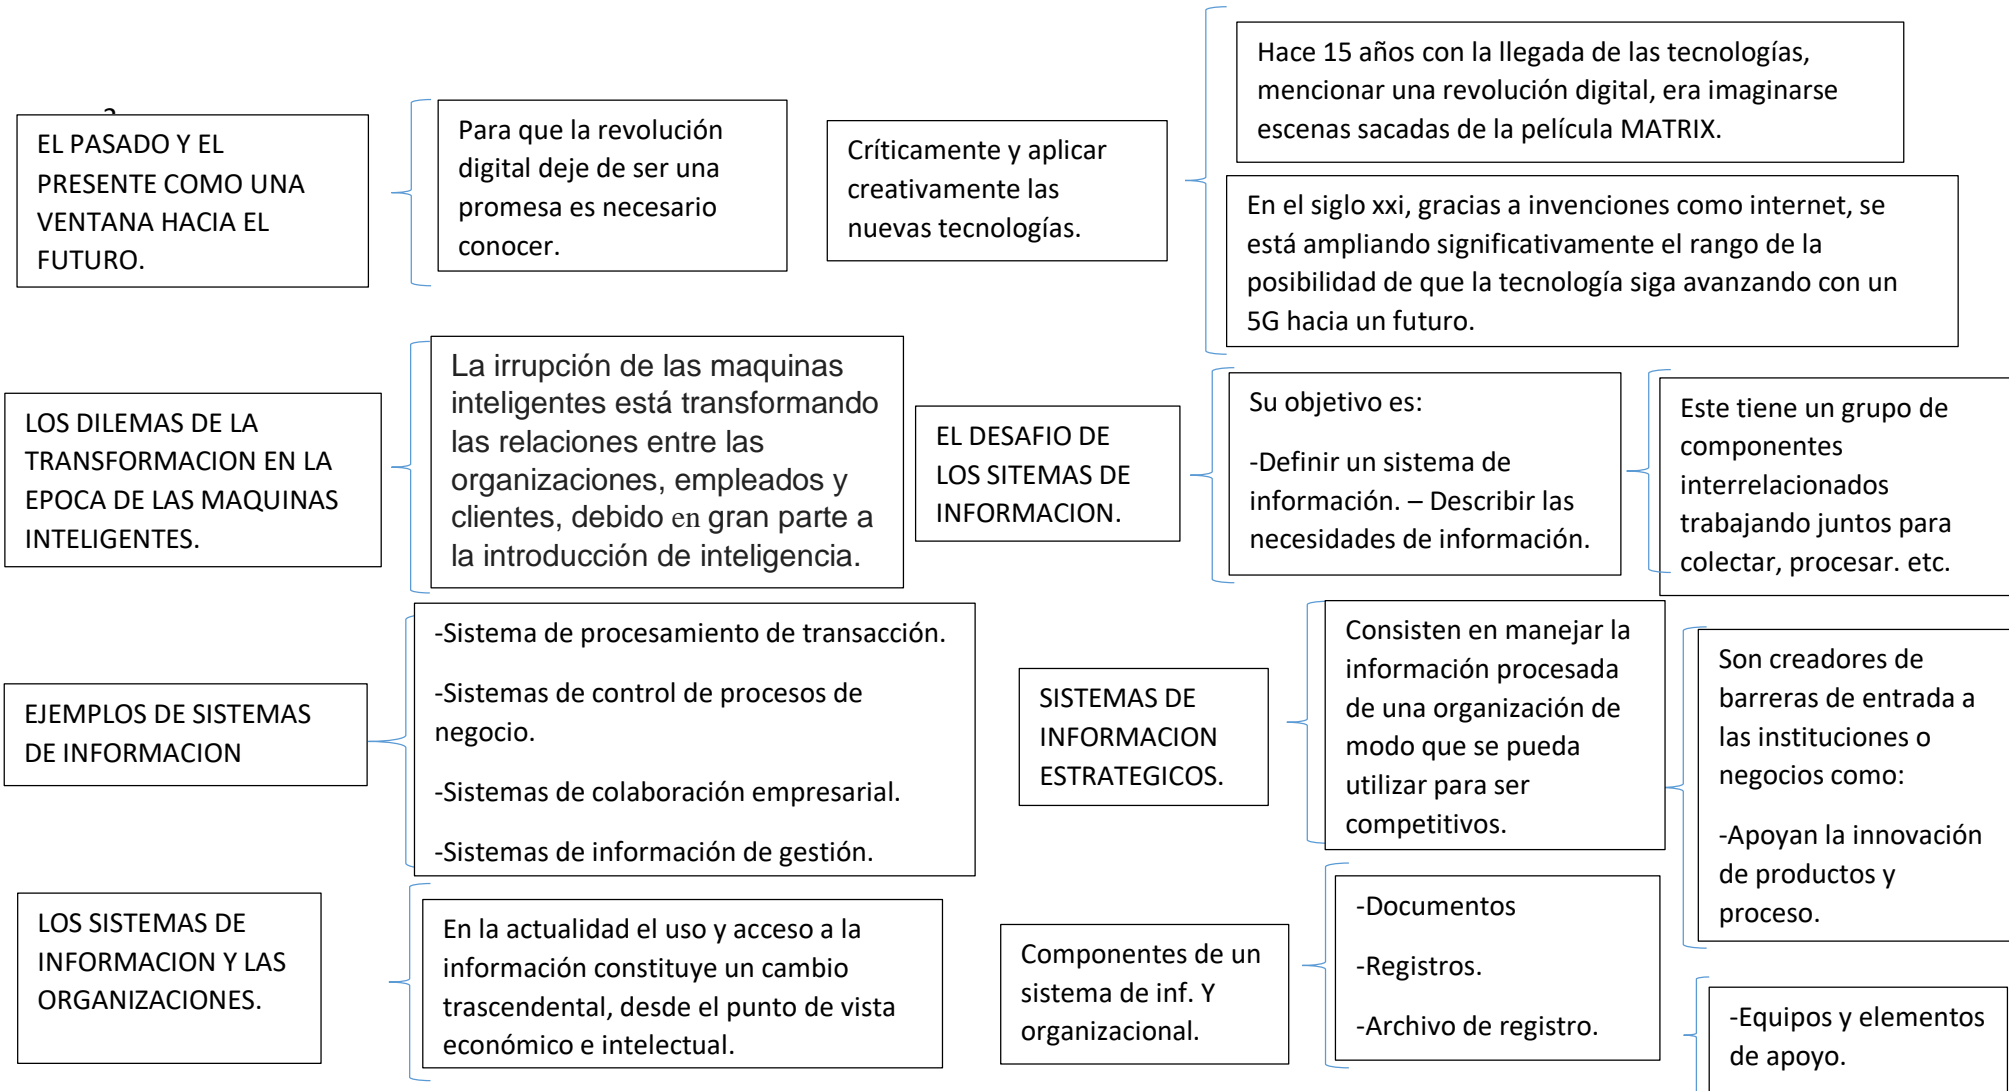 EL PASADO Y EL
PRESENTE COMO UNA
VENTANA HACIA EL
FUTURO.
Para que la revolución
digital deje de ser una
promesa es necesario
conocer.
Críticamente y aplicar
creativamente las
nuevas tecnologías.
Hace 15 años con la llegada de las tecnologías,
mencionar una revolución digital, era imaginarse
escenas sacadas de la película MATRIX.
En el siglo xxi, gracias a invenciones como internet, se
está ampliando significativamente el rango de la
posibilidad de que la tecnología siga avanzando con un
5G hacia un futuro.
LOS DILEMAS DE LA
TRANSFORMACION EN LA
EPOCA DE LAS MAQUINAS
INTELIGENTES.
La irrupción de las maquinas
inteligentes está transformando
las relaciones entre las
organizaciones, empleados y
clientes, debido en gran parte a
la introducción de inteligencia.
EL DESAFIO DE
LOS SITEMAS DE
INFORMACION.
Su objetivo es:
-Definir un sistema de
información. – Describir las
necesidades de información.
Este tiene un grupo de
componentes
interrelacionados
trabajando juntos para
colectar, procesar. etc.
EJEMPLOS DE SISTEMAS
DE INFORMACION
-Sistema de procesamiento de transacción.
-Sistemas de control de procesos de
negocio.
-Sistemas de colaboración empresarial.
-Sistemas de información de gestión.
SISTEMAS DE
INFORMACION
ESTRATEGICOS.
Consisten en manejar la
información procesada
de una organización de
modo que se pueda
utilizar para ser
competitivos.
Son creadores de
barreras de entrada a
las instituciones o
negocios como:
-Apoyan la innovación
de productos y
proceso.
LOS SISTEMAS DE
INFORMACION Y LAS
ORGANIZACIONES.
En la actualidad el uso y acceso a la
información constituye un cambio
trascendental, desde el punto de vista
económico e intelectual.
Componentes de un
sistema de inf. Y
organizacional.
-Documentos
-Registros.
-Archivo de registro.
-Equipos y elementos
de apoyo.